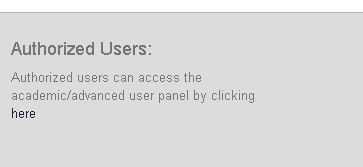 Authorized Users:
Authorized users can access the
academic/advanced user panel by clicking
here